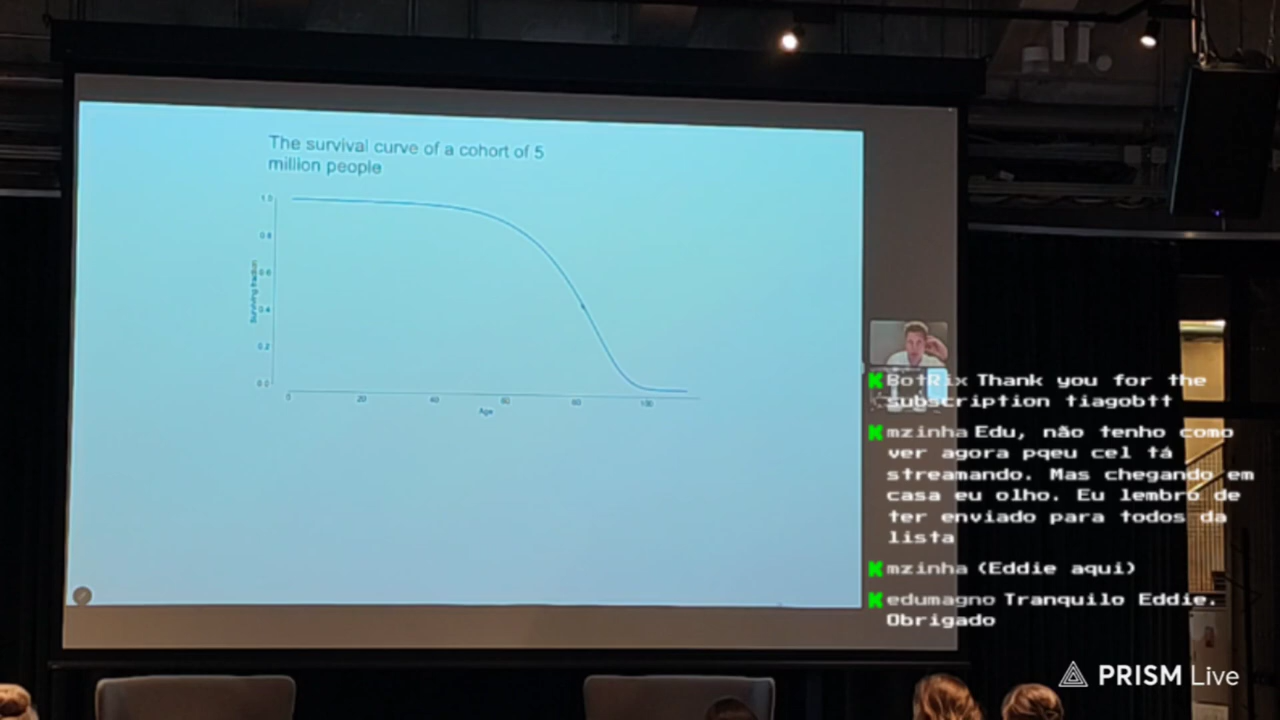 The survival curve of a cohort of 5
million people
1.0
0.8
0.6
0.4
0.2
0.0
Surviving fraction
0
20
40
60
80
100
Age
BotRix Thank you for the
subscription tiagobtt
mzinha Edu, não tenho como
ver agora pqeu cel tá
streamando. Mas chegando em
casa eu olho. Eu lembro de
ter enviado para todos da
lista
mzinha (Eddie aqui)
edumagno Tranquilo Eddie.
Obrigado
PRISM Live